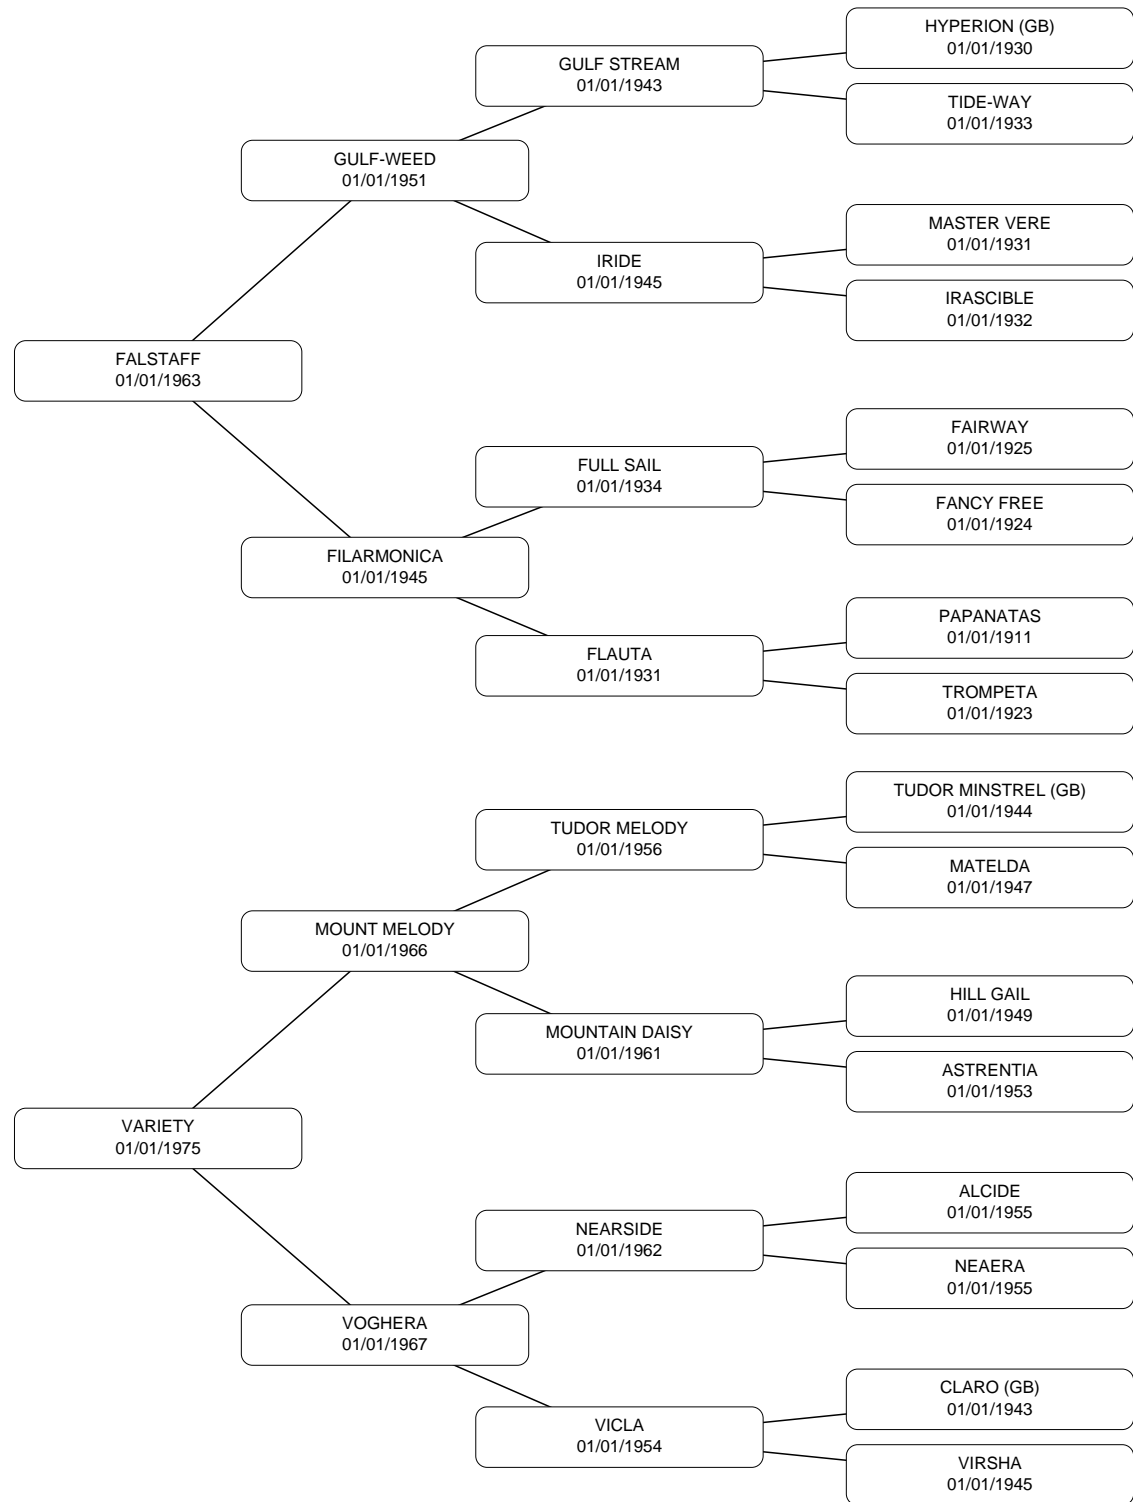 HYPERION (GB)
01/01/1930
GULF STREAM
01/01/1943
TIDE-WAY
01/01/1933
GULF-WEED
01/01/1951
MASTER VERE
01/01/1931
IRIDE
01/01/1945
IRASCIBLE
01/01/1932
FALSTAFF
01/01/1963
FAIRWAY
01/01/1925
FULL SAIL
01/01/1934
FANCY FREE
01/01/1924
FILARMONICA
01/01/1945
PAPANATAS
01/01/1911
FLAUTA
01/01/1931
TROMPETA
01/01/1923
TUDOR MINSTREL (GB)
01/01/1944
TUDOR MELODY
01/01/1956
MATELDA
01/01/1947
MOUNT MELODY
01/01/1966
HILL GAIL
01/01/1949
MOUNTAIN DAISY
01/01/1961
ASTRENTIA
01/01/1953
VARIETY
01/01/1975
ALCIDE
01/01/1955
NEARSIDE
01/01/1962
NEAERA
01/01/1955
VOGHERA
01/01/1967
CLARO (GB)
01/01/1943
VICLA
01/01/1954
VIRSHA
01/01/1945